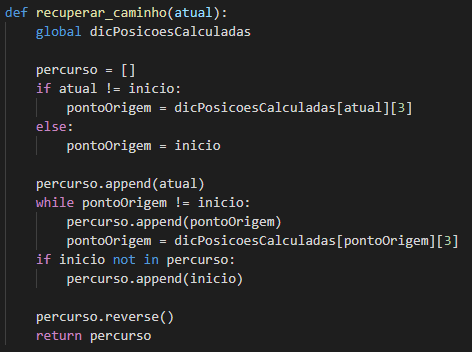 def recuperar_caminho(atual):
    global dicPosicoesCalculadas

    percurso = []
    if atual != inicio:
        pontoOrigem = dicPosicoesCalculadas[atual][3]
    else:
        pontoOrigem = inicio

    percurso.append(atual)
    while pontoOrigem != inicio:
        percurso.append(pontoOrigem)
        pontoOrigem = dicPosicoesCalculadas[pontoOrigem][3]
    if inicio not in percurso:
        percurso.append(inicio)

    percurso.reverse()
    return percurso